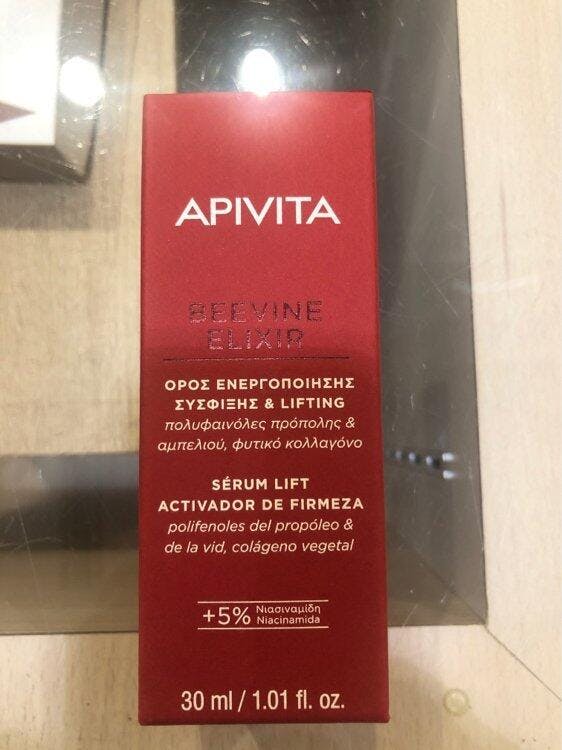 APIVITA
BEEVINE
ELIXIR
ΟΡΟΣ ΕΝΕΡΓΟΠΟΙΗΣΗΣ
ΣΥΣΦΙΞΗΣ & LIFTING
πολυφαινόλες πρόπολης &
αμπελιού, φυτικό κολλαγόνο
SÉRUM LIFT
ACTIVADOR DE FIRMEZA
polifenoles del propóleo &
de la vid, colágeno vegetal
+5% Νιασιναμίδη
Niacinamida
30 ml / 1.01 fl. oz.